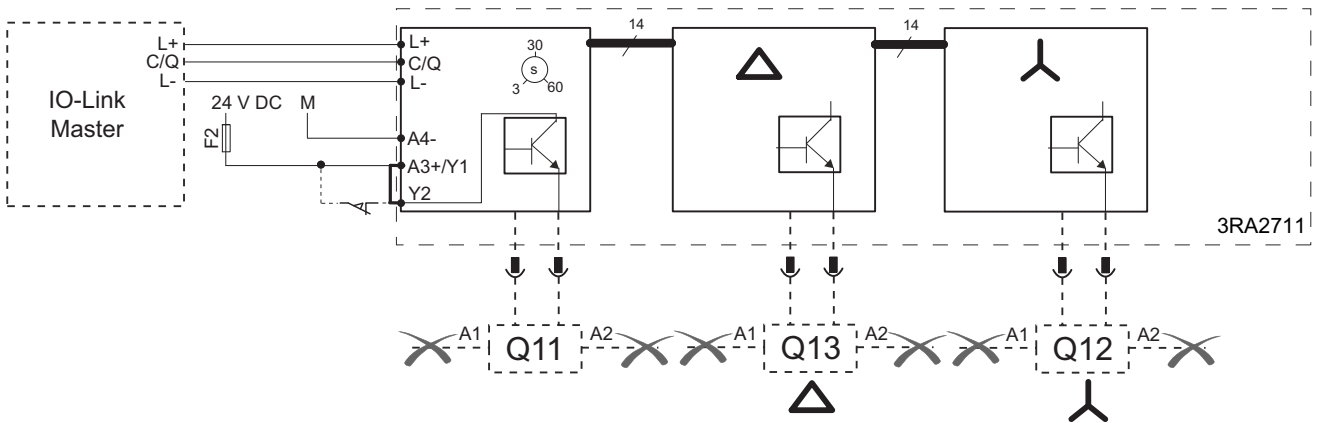 14
14
L+
L+
30
C/Q
C/Q
s
L-
L-
3
60
IO-Link
Master
24 V DC
M
F2
A4-
A3+/Y1
Y2
3RA2711
A1
Q11
A2
A1
Q13
A2
A1
Q12
A2